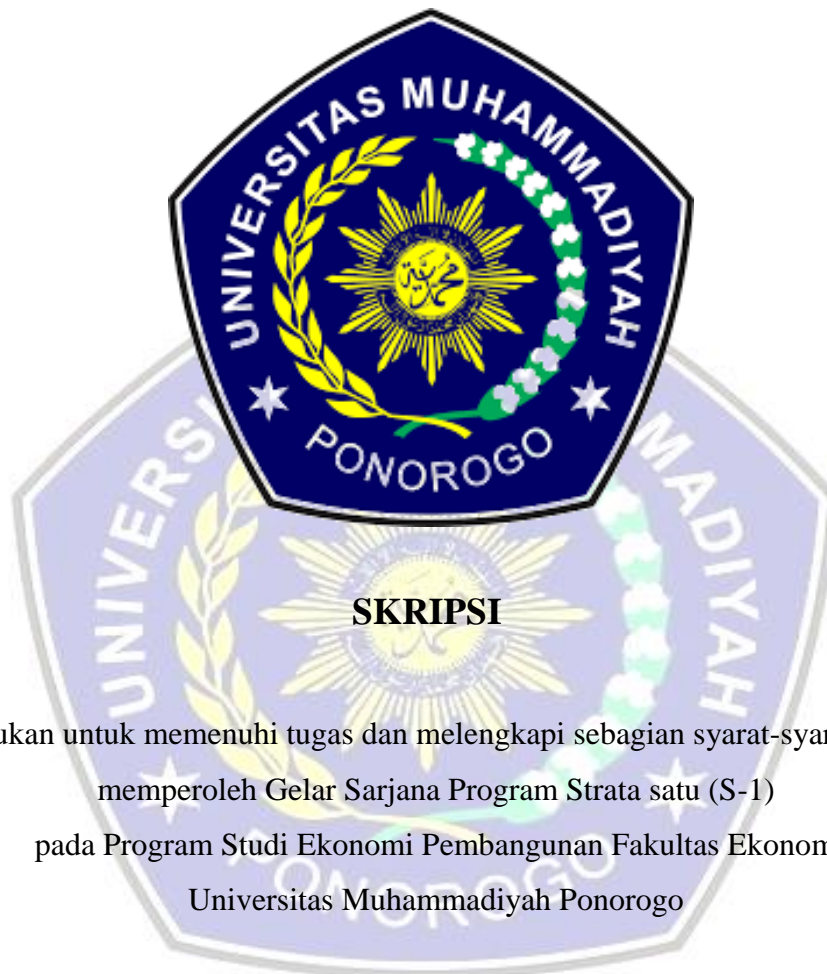 UNIVERSITAS MUHAMMADIYAH
PONOROGO
SKRIPSI
ukan untuk memenuhi tugas dan melengkapi sebagian syarat-syar
memperoleh Gelar Sarjana Program Strata satu (S-1)
pada Program Studi Ekonomi Pembangunan Fakultas Ekonom
Universitas Muhammadiyah Ponorogo